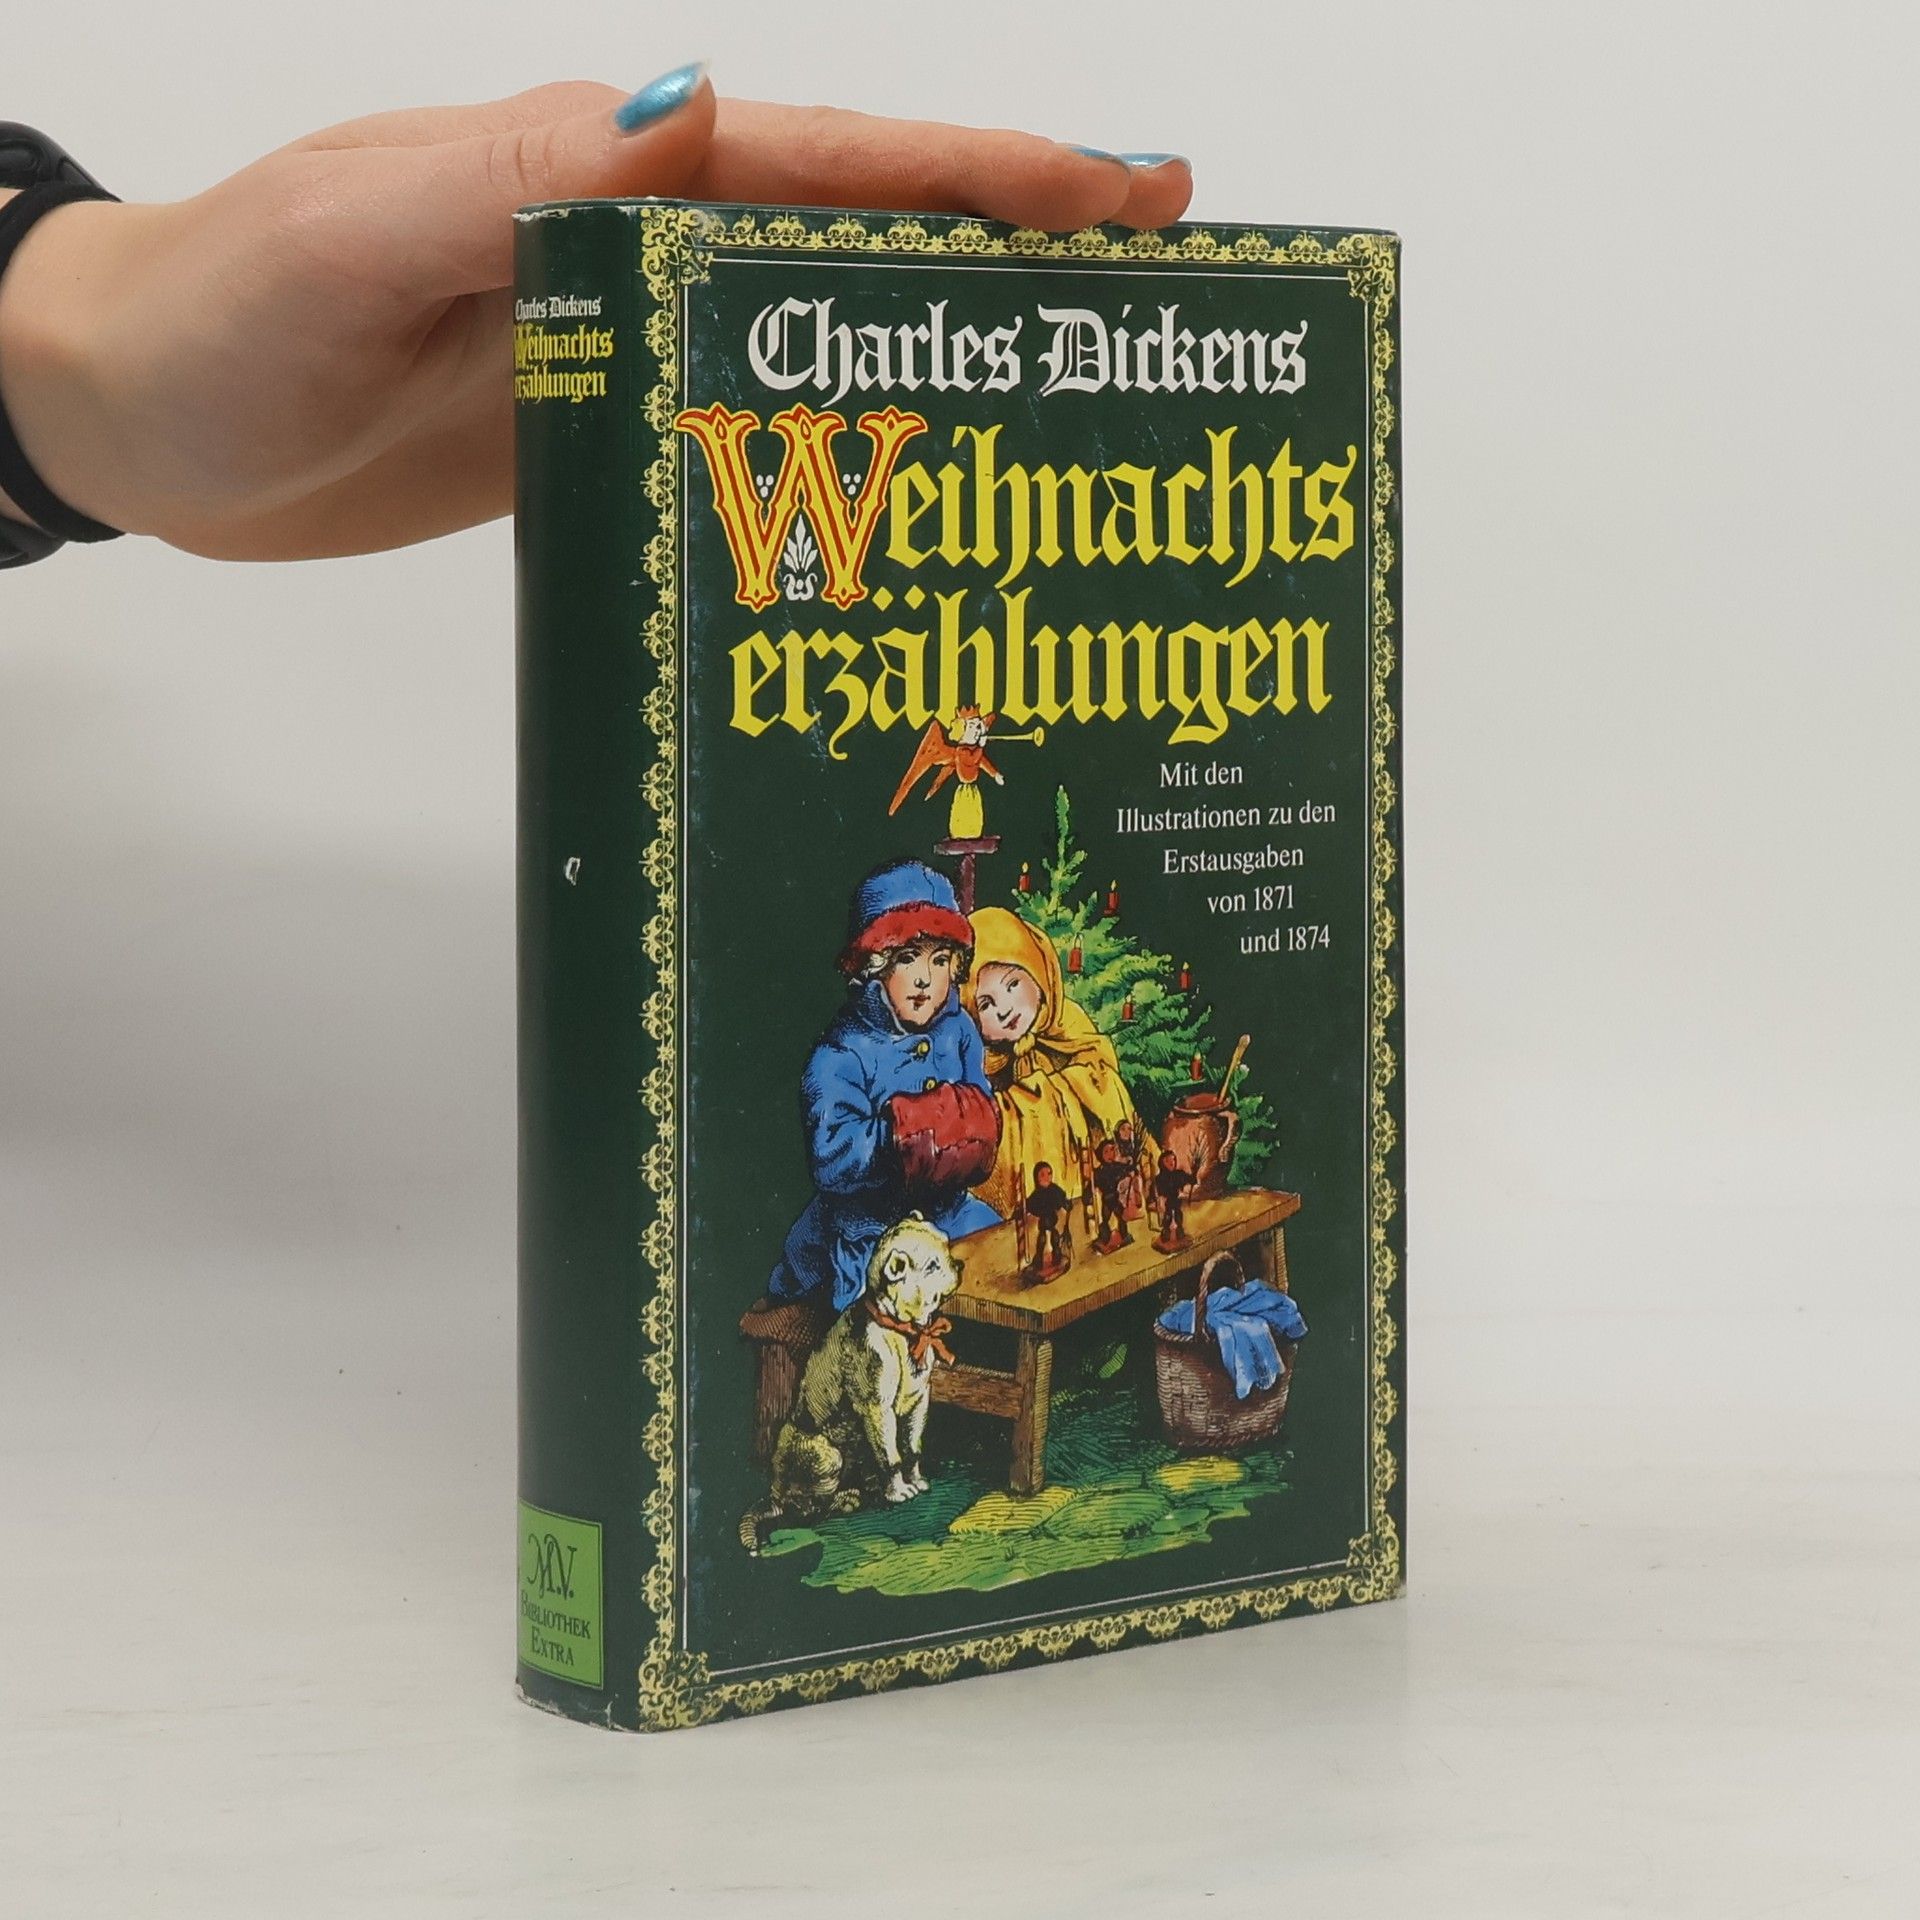 Charles Dickens
Weihnachts
erzählungen
M.V.
BIBLIOTHEK
EXTRA
Charles Dickens
Weihnachts
erzählungen
Mit den
Illustrationen zu den
Erstausgaben
von 1871
und 1874